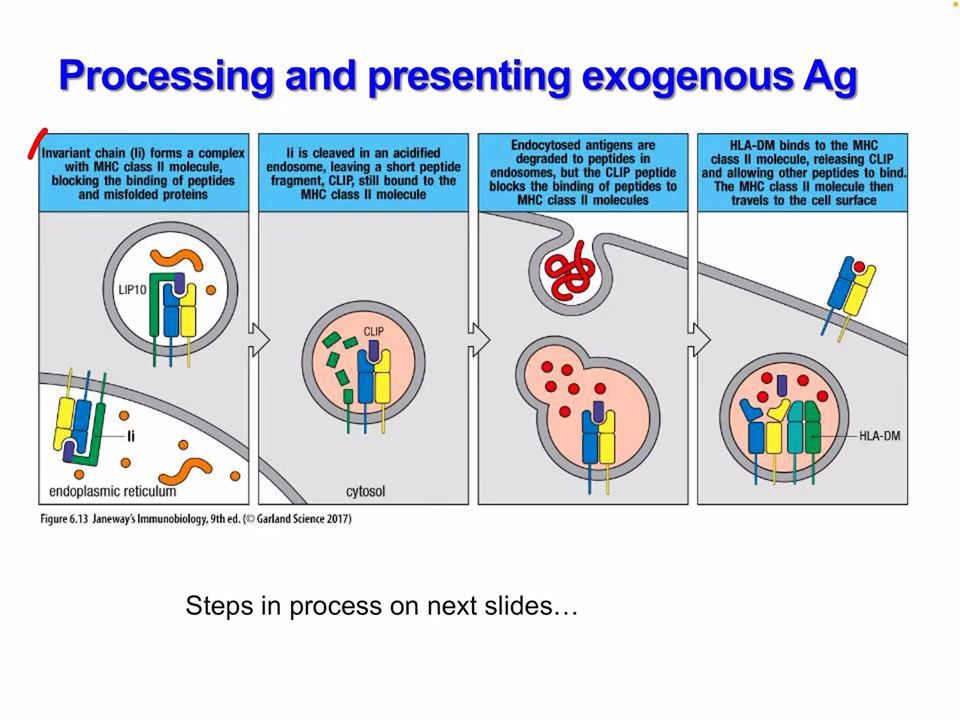 Processing and presenting exogenous Ag
Invariant chain (Ii) forms a complex
with MHC class II molecule,
blocking the binding of peptides
and misfolded proteins
Ii is cleaved in an acidified
endosome, leaving a short peptide
fragment, CLIP, still bound to the
MHC class II molecule
Endocytosed antigens are
degraded to peptides in
endosomes, but the CLIP peptide
blocks the binding of peptides to
MHC class II molecules
HLA-DM binds to the MHC
class II molecule, releasing CLIP
and allowing other peptides to bind.
The MHC class II molecule then
travels to the cell surface
LIP10
Ii
endoplasmic reticulum
CLIP
cytosol
HLA-DM
Figure 6.13 Janeway's Immunobiology, 9th ed. (© Garland Science 2017)
Steps in process on next slides…